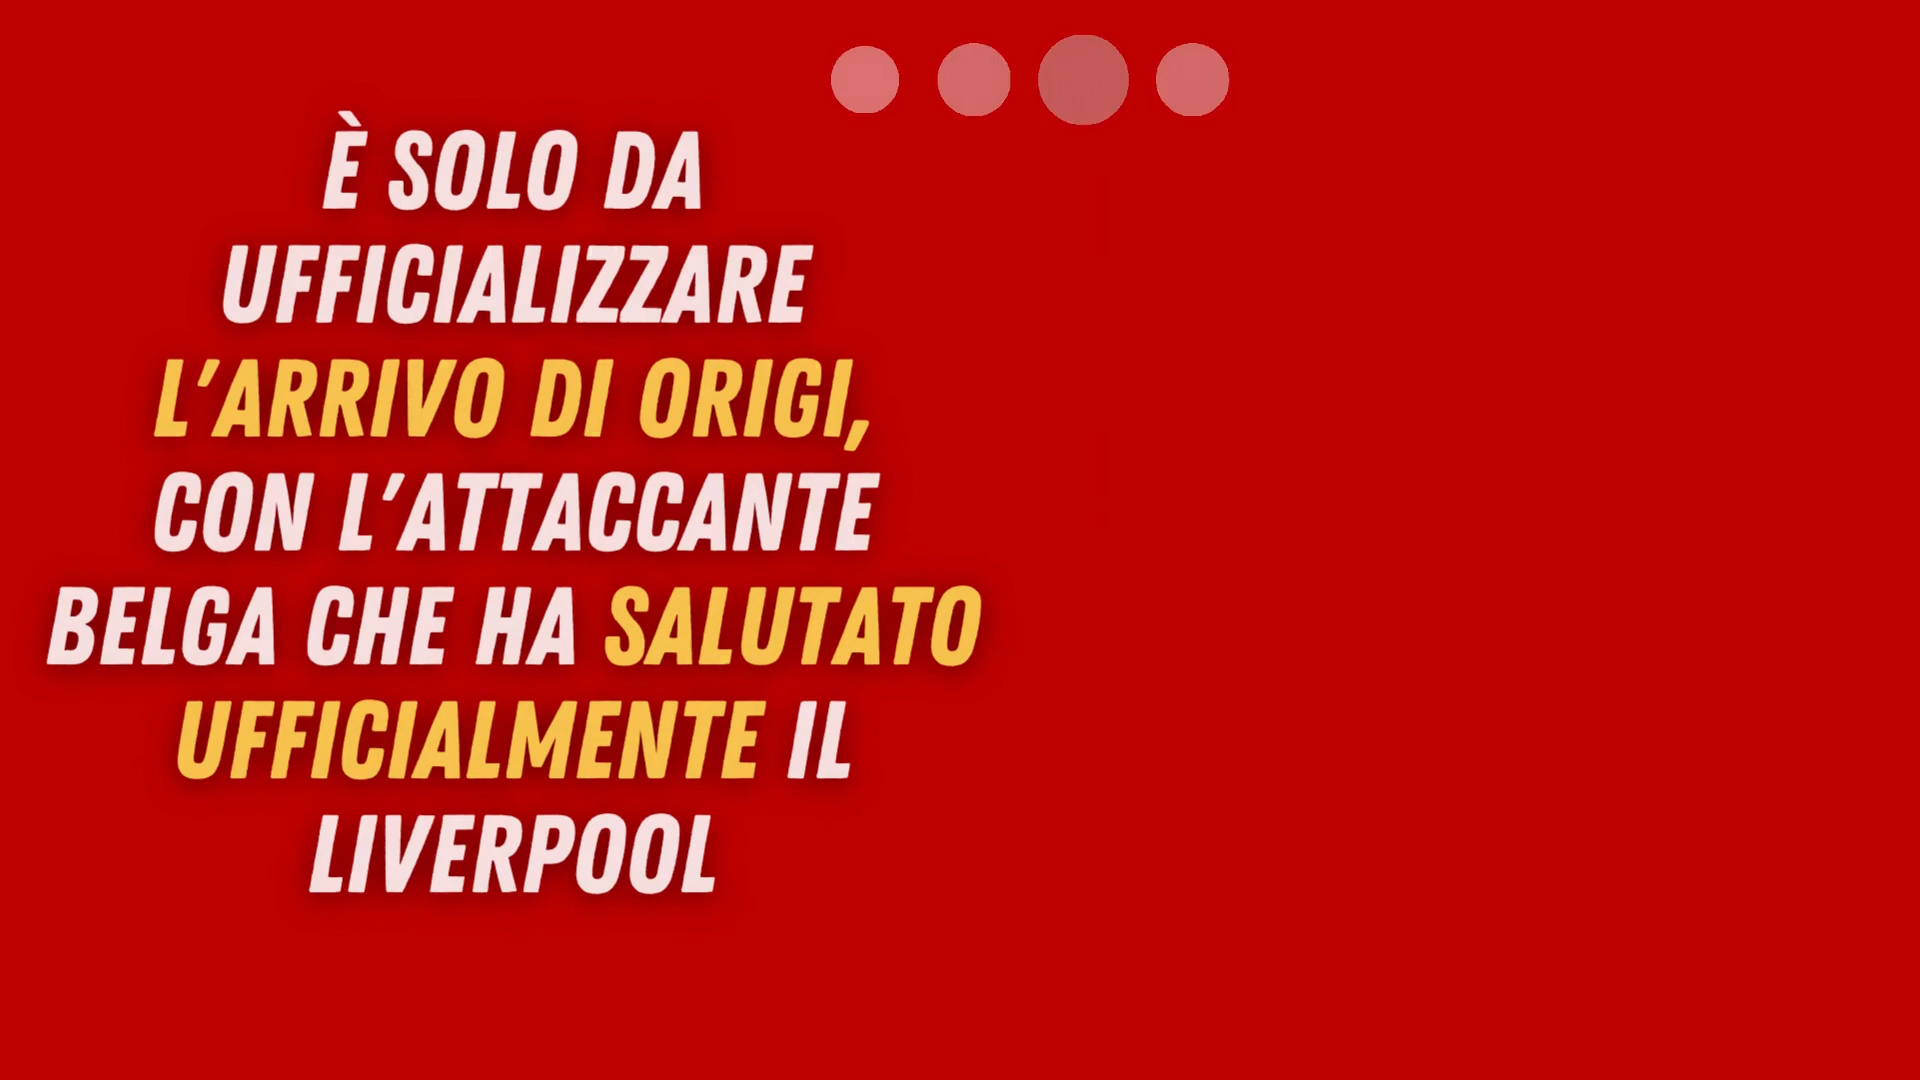 È SOLO DA
UFFICIALIZZARE
L'ARRIVO DI ORIGI,
CON L'ATTACCANTE
BELGA CHE HA SALUTATO
UFFICIALMENTE IL
LIVERPOOL